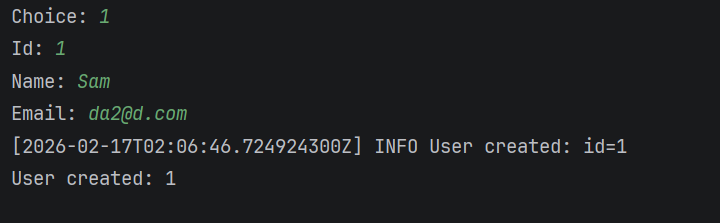 Choice: 1
Id: 1
Name: Sam
Email: da2@d.com
[2026-02-17T02:06:46.724924300Z] INFO User created: id=1
User created: 1